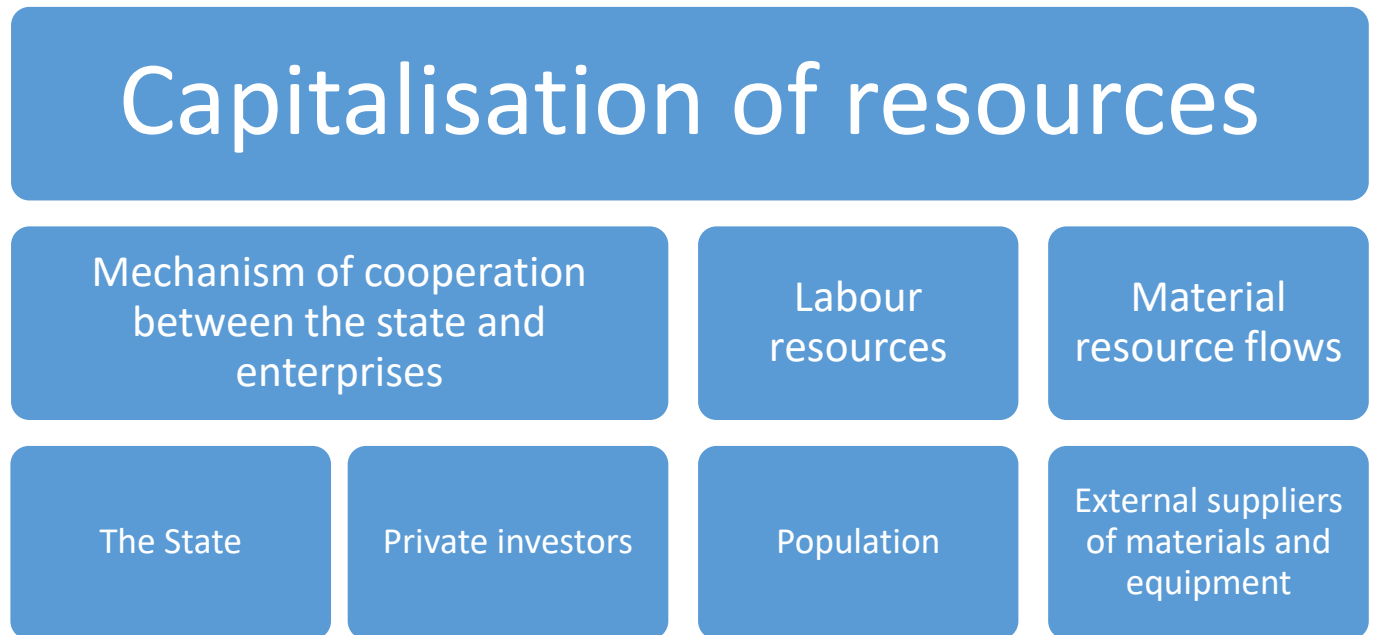 Capitalisation of resources
Mechanism of cooperation
between the state and
enterprises
Labour
resources
Material
resource flows
The State
Private investors
Population
External suppliers
of materials and
equipment